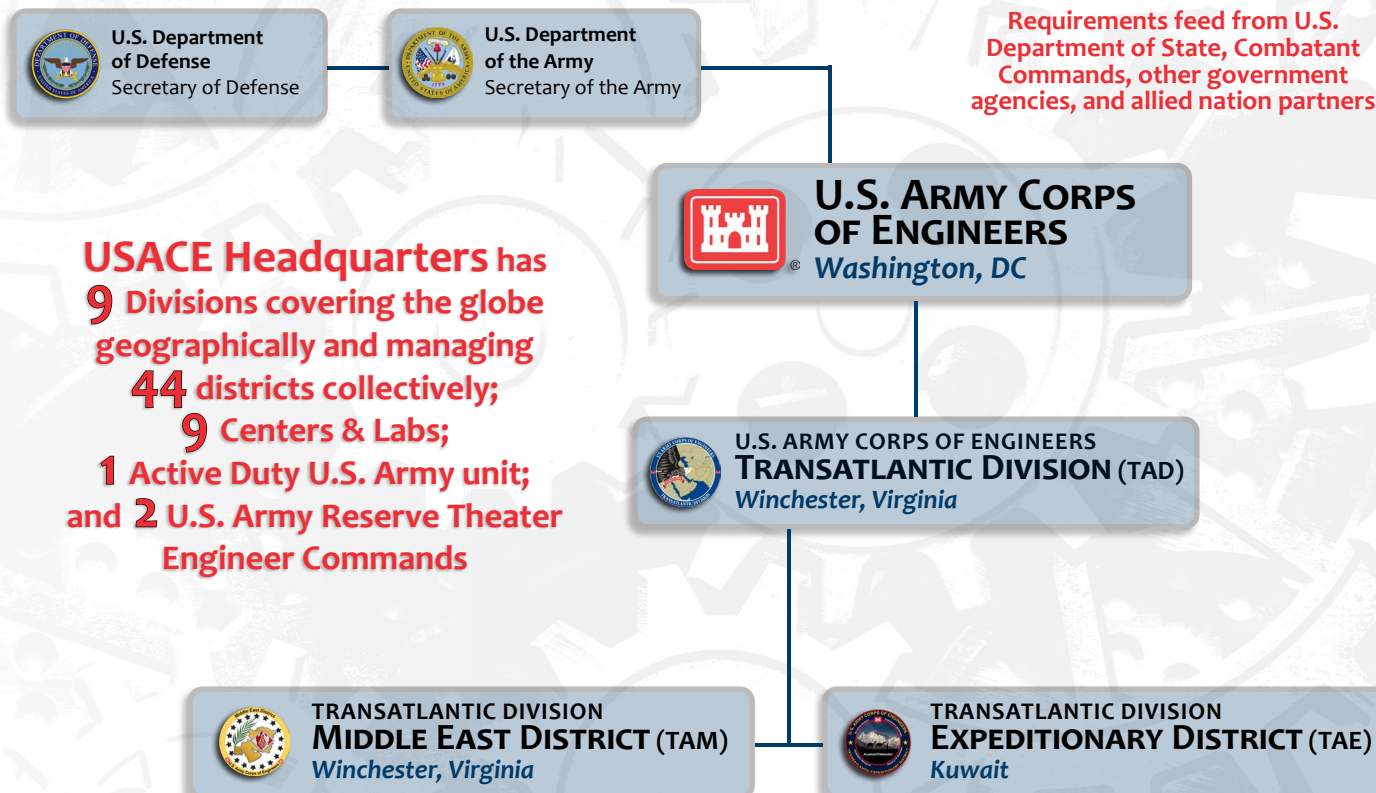 U.S. Department
of Defense
Secretary of Defense
U.S. Department
of the Army
Secretary of the Army
Requirements feed from U.S.
Department of State, Combatant
Commands, other government
agencies, and allied nation partners
U.S. ARMY CORPS
OF ENGINEERS
Washington, DC
®
USACE Headquarters has
9 Divisions covering the globe
geographically and managing
44 districts collectively;
9 Centers & Labs;
1 Active Duty U.S. Army unit;
and 2 U.S. Army Reserve Theater
Engineer Commands
U.S. ARMY CORPS OF ENGINEERS
TRANSATLANTIC DIVISION (TAD)
Winchester, Virginia
TRANSATLANTIC DIVISION
MIDDLE EAST DISTRICT (TAM)
Winchester, Virginia
TRANSATLANTIC DIVISION
EXPEDITIONARY DISTRICT (TAE)
Kuwait